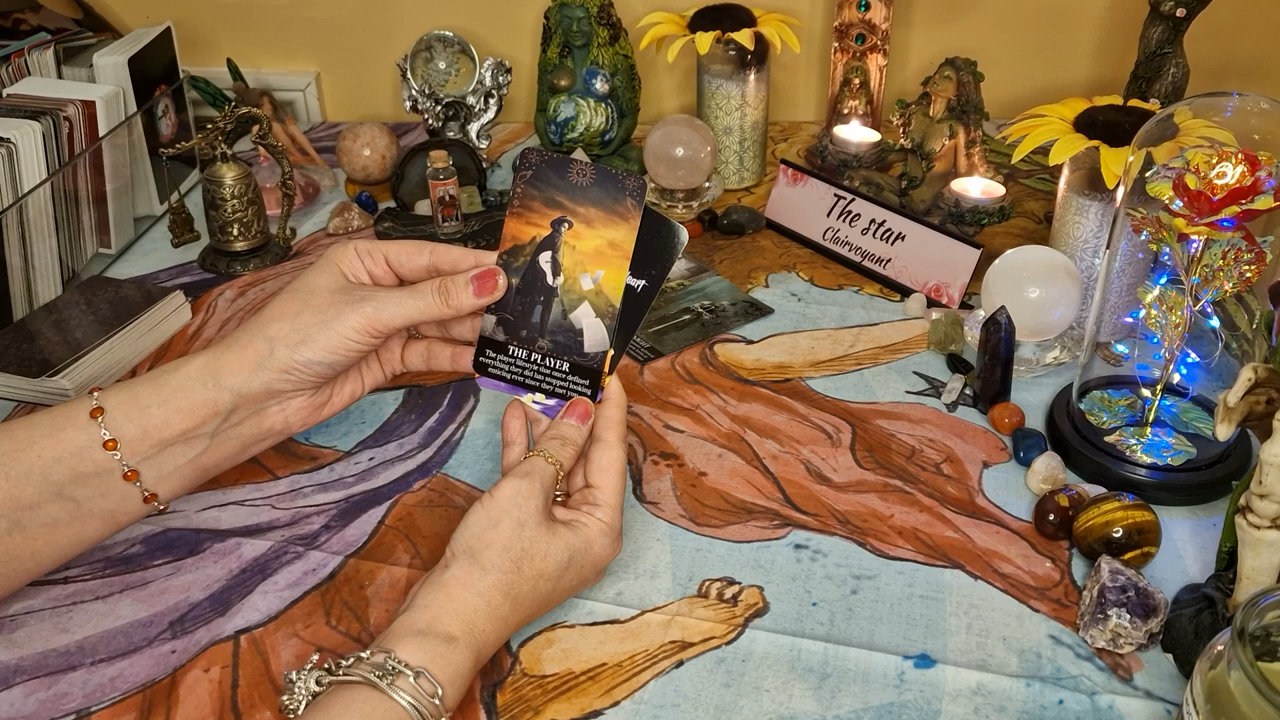 The star
Clairvoyant
THE PLAYER
The player lifestyle that once defined
everything they did has stopped looking
enticing ever since they met you.